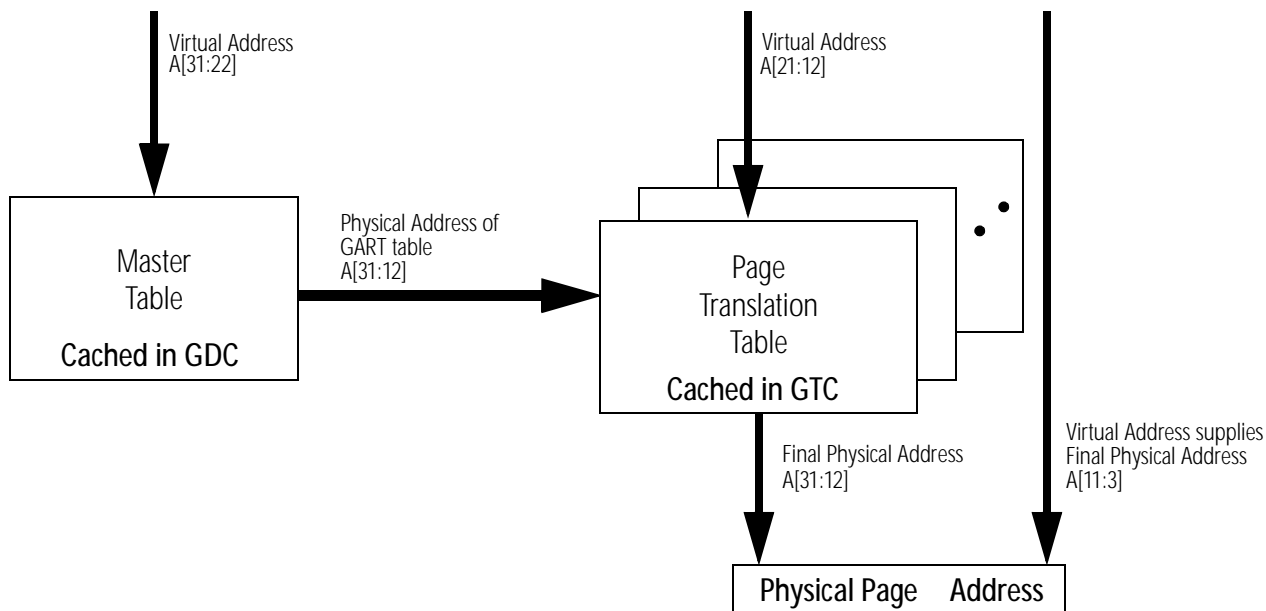 Virtual Address
A[31:22]
Virtual Address
A[21:12]
Master
Table
Cached in GDC
Physical Address of
GART table
A[31:12]
Page
Translation
Table
Cached in GTC
Final Physical Address
A[31:12]
Virtual Address supplies
Final Physical Address
A[11:3]
Physical Page Address